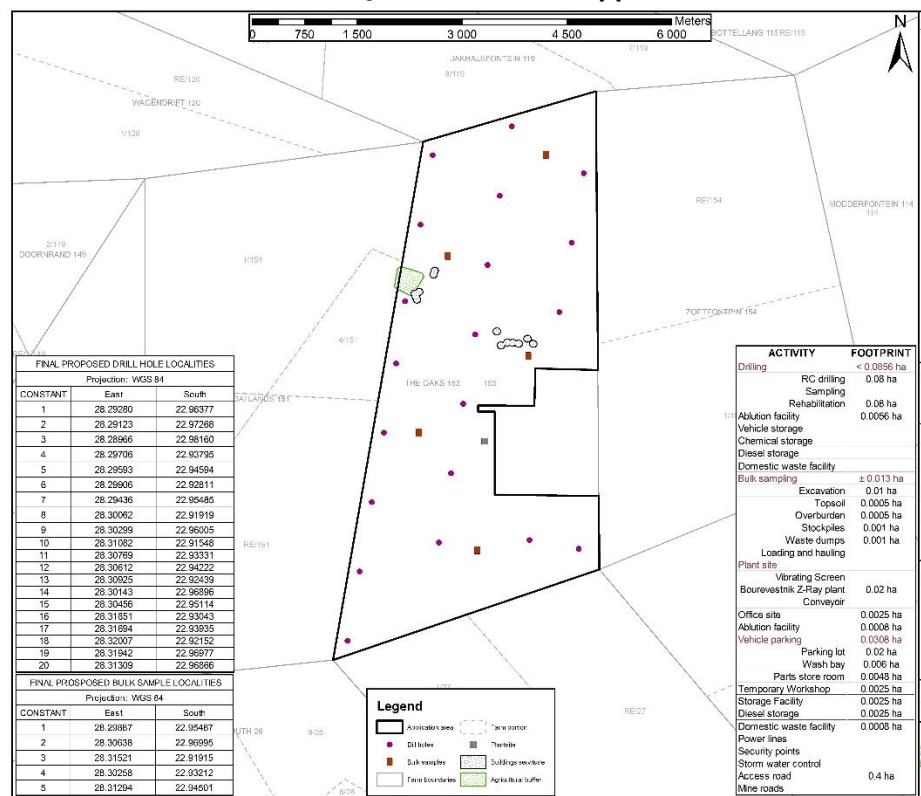 Meters
0 750 1 500 3 000 4 500 6 000
N
BOTTELLANG 115 RE/115
7/119
JAKHALSFONTEIN 119
8/119
RE/120
WAGENDRIFT 120
1/120
RE/154
MODDERFONTEIN 114
114
2/149
DOORNRAND 149
1/151
ZOETFONTEIN 154
4/151
THE OAKS 153 153
RE/151
RE/27
9/26
8/26
FINAL PROPOSED DRILL HOLE LOCALITIES
Projection: WGS 84
CONSTANT East South
1 28.29280 22.96377
2 28.29123 22.97268
3 28.28966 22.98160
4 28.29706 22.93795
5 28.29593 22.94594
6 28.29906 22.92811
7 28.29436 22.95485
8 28.30062 22.91919
9 28.30299 22.96005
10 28.31082 22.91548
11 28.30769 22.93331
12 28.30612 22.94222
13 28.30925 22.92439
14 28.30143 22.96896
15 28.30456 22.95114
16 28.31851 22.93043
17 28.31694 22.93935
18 28.32007 22.92152
19 28.31942 22.96977
20 28.31309 22.96866
FINAL PROSPOSED BULK SAMPLE LOCALITIES
Projection: WGS 84
CONSTANT East South
1 28.29887 22.95467
2 28.30638 22.96995
3 28.31521 22.91915
4 28.30258 22.93212
5 28.31294 22.94501
Legend
Application area
Farm portion
Drill holes
Plantsite
Bulk samples
Buildings servitude
Farm boundaries
Agricultural buffer
ACTIVITY FOOTPRINT
Drilling < 0.0856 ha
RC drilling 0.08 ha
Sampling
Rehabilitation 0.08 ha
Ablution facility 0.0056 ha
Vehicle storage
Chemical storage
Diesel storage
Domestic waste facility
Bulk sampling ± 0.013 ha
Excavation 0.01 ha
Topsoil 0.0005 ha
Overburden 0.0005 ha
Stockpiles 0.001 ha
Waste dumps 0.001 ha
Loading and hauling
Plant site
Vibrating Screen
Bourevestnik Z-Ray plant 0.02 ha
Conveyoir
Office site 0.0025 ha
Ablution facility 0.0008 ha
Vehicle parking 0.0308 ha
Parking lot 0.02 ha
Wash bay 0.006 ha
Parts store room 0.0048 ha
Temporary Workshop 0.0025 ha
Storage Facility 0.0025 ha
Diesel storage 0.0025 ha
Domestic waste facility 0.0008 ha
Power lines
Security points
Storm water control
Access road 0.4 ha
Mine roads